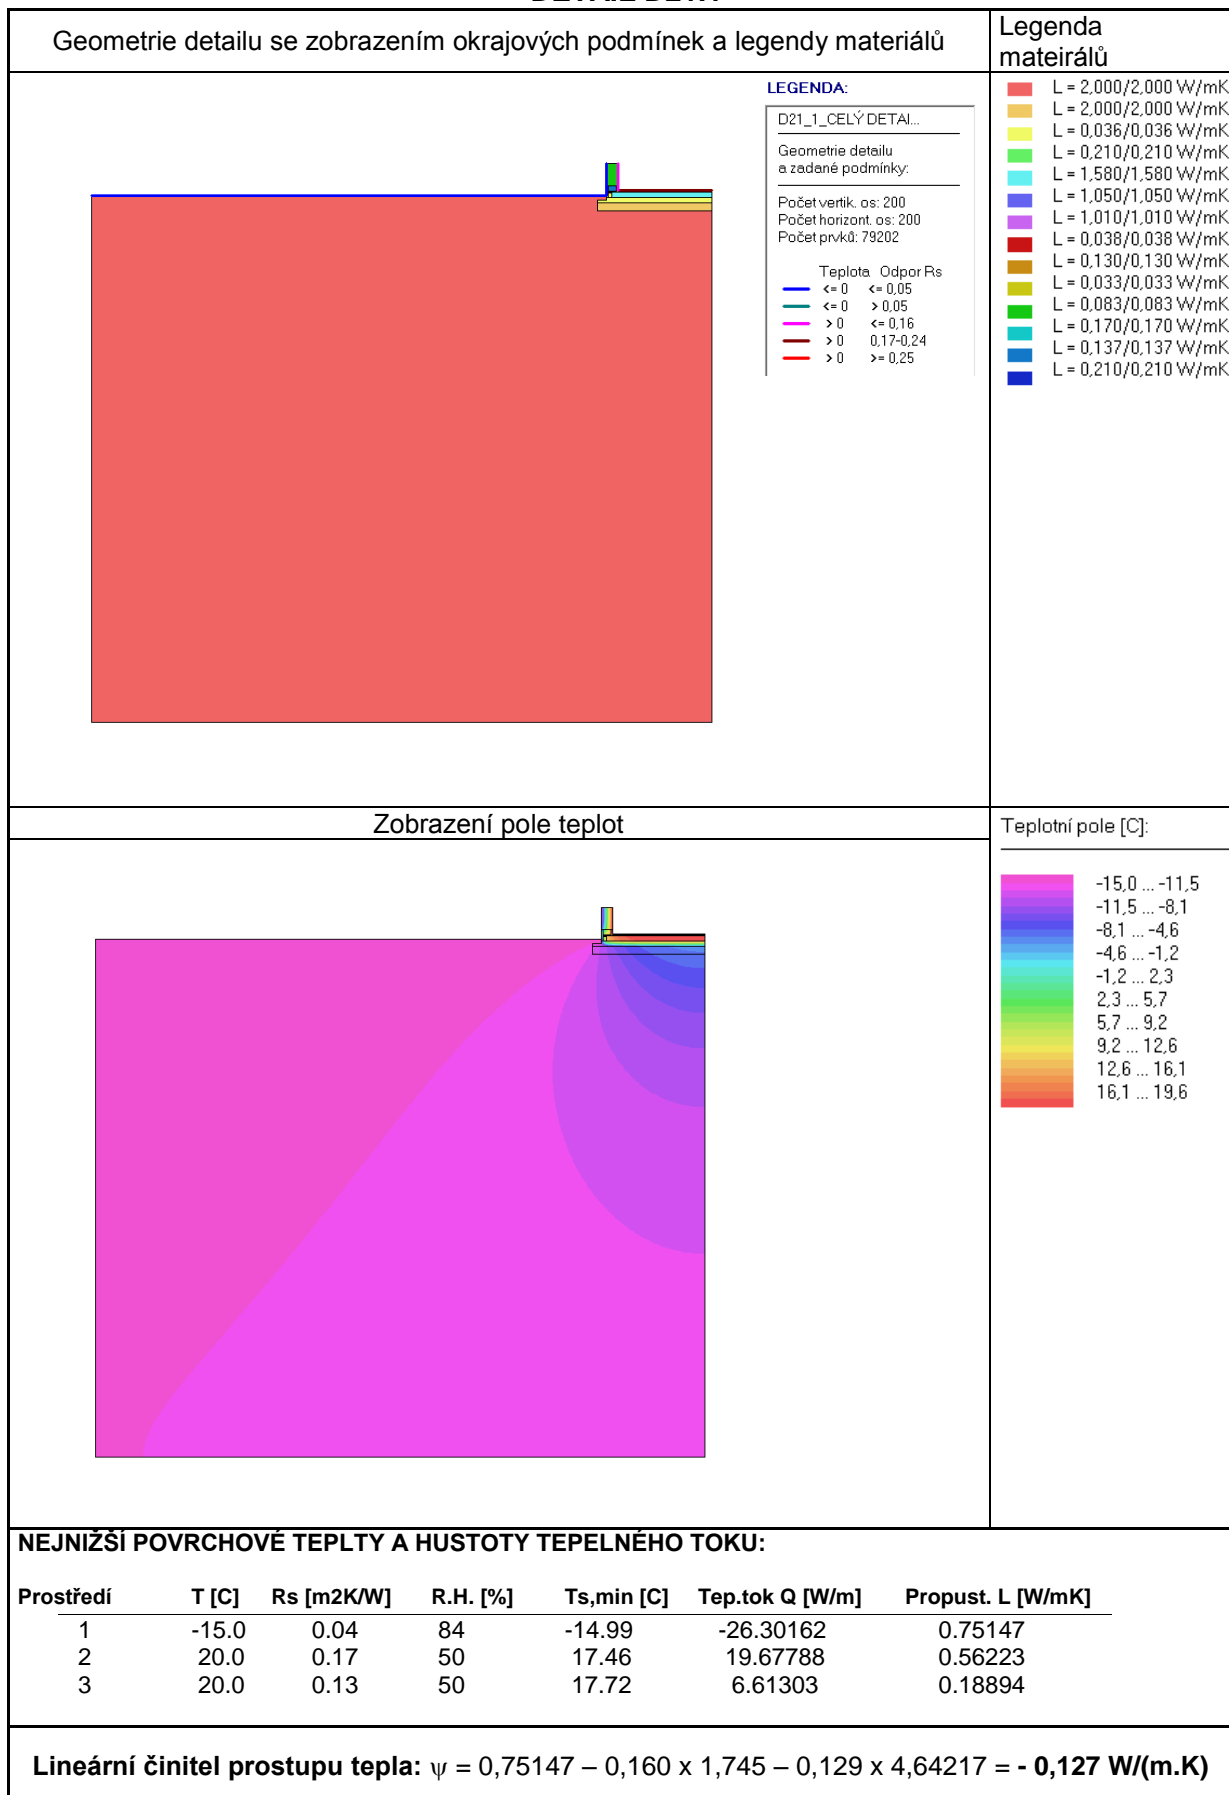 Geometrie detailu se zobrazením okrajových podmínek a legendy materiálů
Legenda
mateirálů
LEGENDA:
D21_1_CELÝ DETAI...
Geometrie detailu
a zadané podmínky:
Počet vertik. os: 200
Počet horizont. os: 200
Počet prvků: 79202
Teplota Odpor Rs
<= 0 <= 0,05
<= 0 > 0,05
> 0 <= 0,16
> 0 0,17-0,24
> 0 >= 0,25
L = 2,000/2,000 W/mK
L = 2,000/2,000 W/mK
L = 0,036/0,036 W/mK
L = 0,210/0,210 W/mK
L = 1,580/1,580 W/mK
L = 1,050/1,050 W/mK
L = 1,010/1,010 W/mK
L = 0,038/0,038 W/mK
L = 0,130/0,130 W/mK
L = 0,033/0,033 W/mK
L = 0,083/0,083 W/mK
L = 0,170/0,170 W/mK
L = 0,137/0,137 W/mK
L = 0,210/0,210 W/mK
Zobrazení pole teplot
Teplotní pole [C]:
-15,0 ... -11,5
-11,5 ... -8,1
-8,1 ... -4,6
-4,6 ... -1,2
-1,2 ... 2,3
2,3 ... 5,7
5,7 ... 9,2
9,2 ... 12,6
12,6 ... 16,1
16,1 ... 19,6
NEJNIŽŠÍ POVRCHOVÉ TEPLTY A HUSTOTY TEPELNÉHO TOKU:
Prostředí T [C] Rs [m2K/W] R.H. [%] Ts,min [C] Tep.tok Q [W/m] Propust. L [W/mK]
1 -15.0 0.04 84 -14.99 -26.30162 0.75147
2 20.0 0.17 50 17.46 19.67788 0.56223
3 20.0 0.13 50 17.72 6.61303 0.18894
Lineární činitel prostupu tepla: ψ = 0,75147 – 0,160 x 1,745 – 0,129 x 4,64217 = - 0,127 W/(m.K)